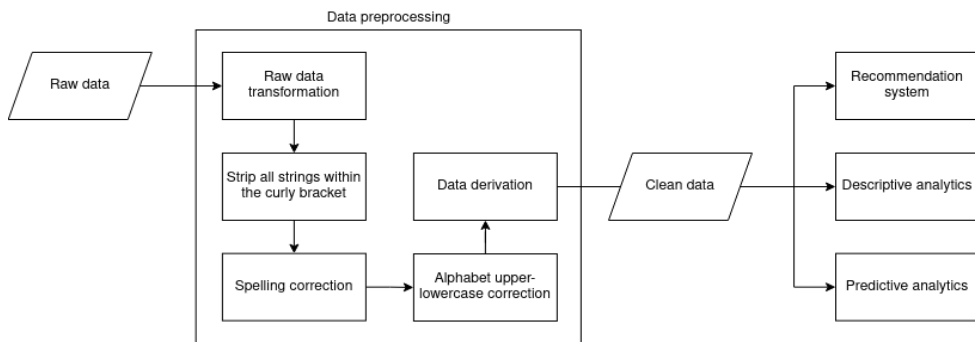 Data preprocessing
Raw data
Raw data
transformation
Strip all strings within
the curly bracket
Spelling correction
Alphabet upper-
lowercase correction
Data derivation
Clean data
Recommendation
system
Descriptive analytics
Predictive analytics